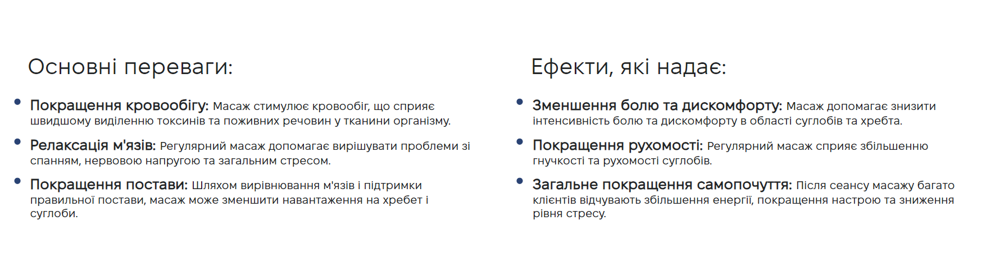 Основні переваги:
Покращення кровообігу: Масаж стимулює кровообіг, що сприяє
швидшому виділенню токсинів та поживних речовин у тканини організму.
Релаксація м'язів: Регулярний масаж допомагає вирішувати проблеми зі
спанням, нервовою напругою та загальним стресом.
Покращення постави: Шляхом вирівнювання м'язів і підтримки
правильної постави, масаж може зменшити навантаження на хребет і
суглоби.
Ефекти, які надає:
Зменшення болю та дискомфорту: Масаж допомагає знизити
інтенсивність болю та дискомфорту в області суглобів та хребта.
Покращення рухомості: Регулярний масаж сприяє збільшенню
гнучкості та рухомості суглобів.
Загальне покращення самопочуття: Після сеансу масажу багато
клієнтів відчувають збільшення енергії, покращення настрою та зниження
рівня стресу.